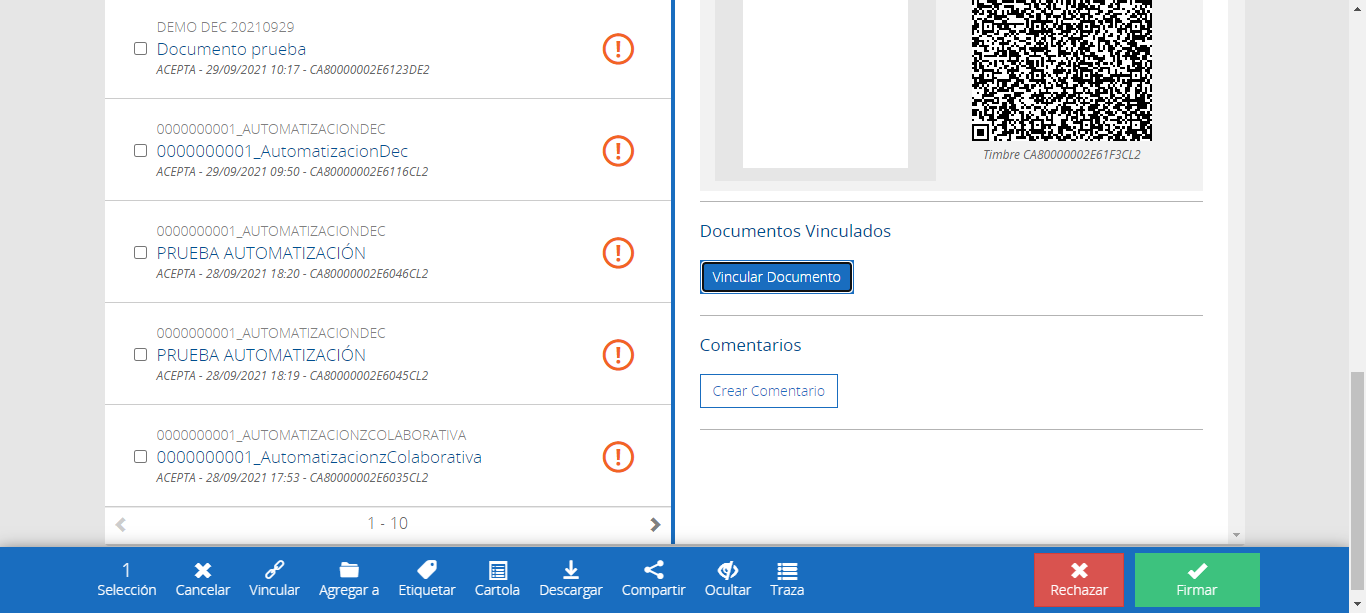 DEMO DEC 20210929
Documento prueba
ACEPTA - 29/09/2021 10:17 - CA80000002E6123DE2
0000000001_AUTOMATIZACIONDEC
0000000001_AutomatizacionDec
ACEPTA - 29/09/2021 09:50 - CA80000002E6116CL2
0000000001_AUTOMATIZACIONDEC
PRUEBA AUTOMATIZACIÓN
ACEPTA - 28/09/2021 18:20 - CA80000002E6046CL2
0000000001_AUTOMATIZACIONDEC
PRUEBA AUTOMATIZACIÓN
ACEPTA - 28/09/2021 18:19 - CA80000002E6045CL2
0000000001_AUTOMATIZACIONZCOLABORATIVA
0000000001_AutomatizacionzColaborativa
ACEPTA - 28/09/2021 17:53 - CA80000002E6035CL2
1 - 10
Timbre CA80000002E61F3CL2
Documentos Vinculados
Vincular Documento
Comentarios
Crear Comentario
1
Selección
Cancelar
Vincular
Agregar a
Etiquetar
Cartola
Descargar
Compartir
Ocultar
Traza
Rechazar
Firmar